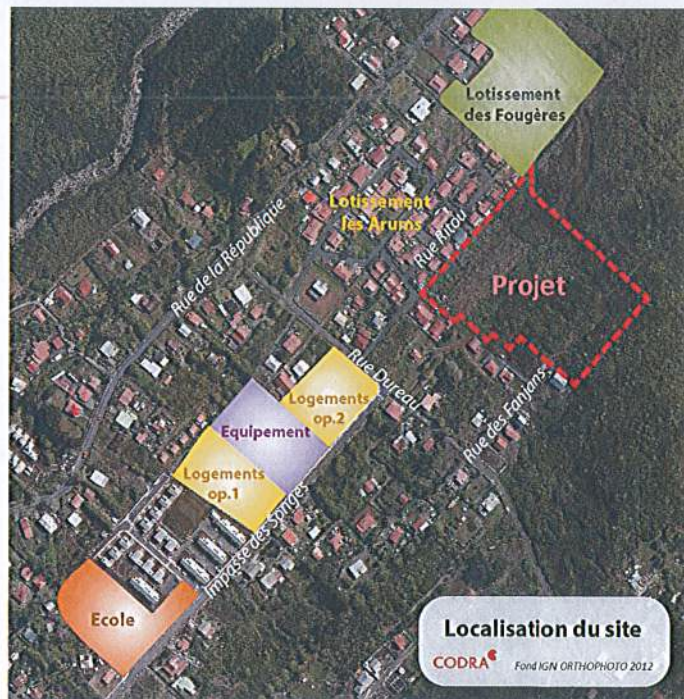 Lotissement
des Fougères
Lotissement
les Arums
Rue Ritou
Rue de la République
Projet
Rue Dureau
Logements
op.2
Equipement
Rue des Fanjans
Logements
op.1
Impasse des Songes
Ecole
Localisation du site
CODRA
Fond IGN ORTHOPHOTO 2012